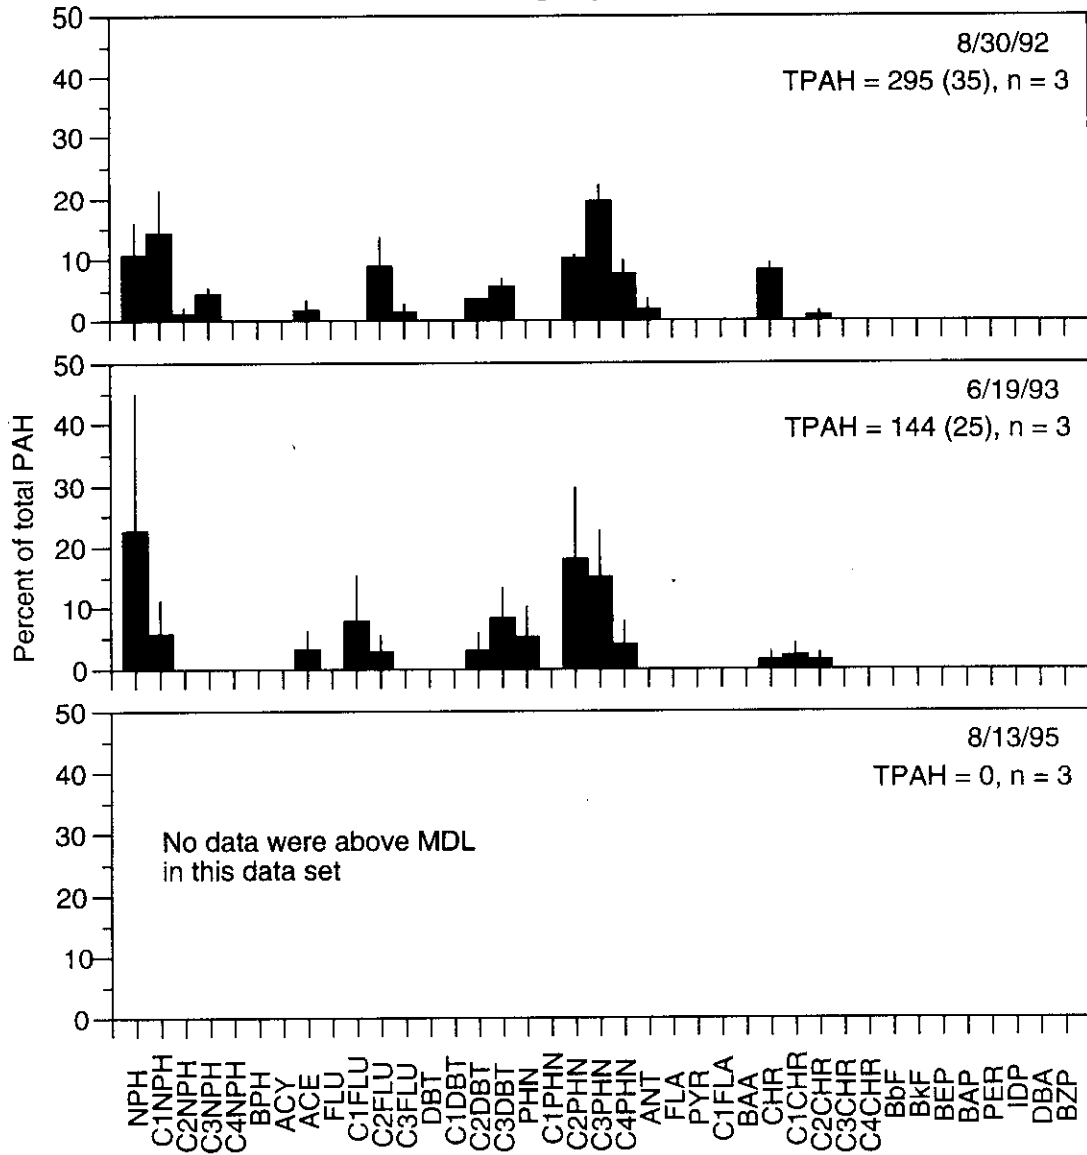 50
8/30/92
40
TPAH = 295 (35), n = 3
30
20
10
0
50
6/19/93
40
TPAH = 144 (25), n = 3
30
20
10
0
Percent of total PAH
50
8/13/95
40
TPAH = 0, n = 3
30
No data were above MDL
in this data set
20
10
0
NPH
C1NPH
C2NPH
C3NPH
C4NPH
BPH
ACY
ACE
FLU
C1FLU
C2FLU
C3FLU
DBT
C1DBT
C2DBT
C3DBT
PHN
C1PHN
C2PHN
C3PHN
C4PHN
ANT
FLA
PYR
C1FLA
BAA
CHR
C1CHR
C2CHR
C3CHR
C4CHR
BbF
BkF
BEP
BAP
PER
IDP
DBA
BZP